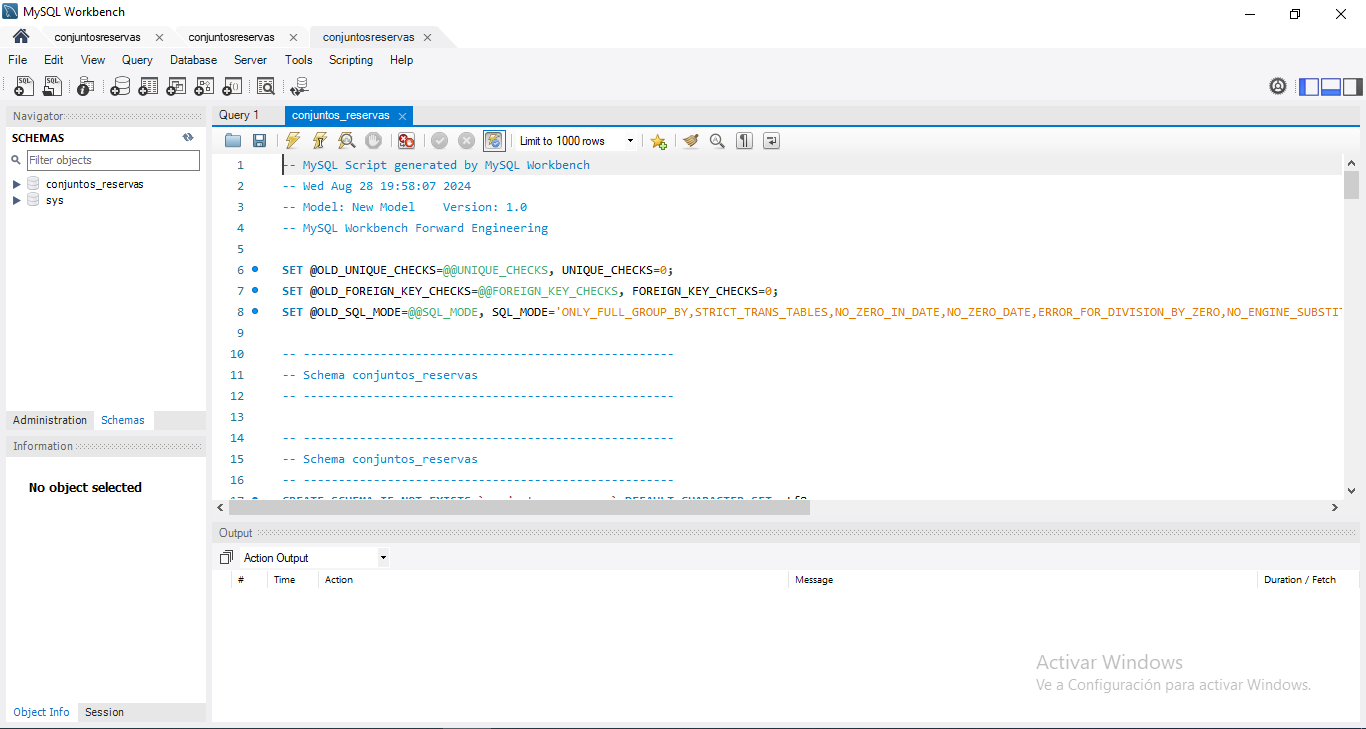 MySQL Workbench
conjuntosreservas
conjuntosreservas
conjuntosreservas
File Edit View Query Database Server Tools Scripting Help
Navigator
SCHEMAS
Filter objects
conjuntos_reservas
sys
Administration Schemas
Information
No object selected
Object Info Session
Query 1
conjuntos_reservas
Limit to 1000 rows
1 -- MySQL Script generated by MySQL Workbench
2 -- Wed Aug 28 19:58:07 2024
3 -- Model: New Model    Version: 1.0
4 -- MySQL Workbench Forward Engineering
5
6 SET @OLD_UNIQUE_CHECKS=@@UNIQUE_CHECKS, UNIQUE_CHECKS=0;
7 SET @OLD_FOREIGN_KEY_CHECKS=@@FOREIGN_KEY_CHECKS, FOREIGN_KEY_CHECKS=0;
8 SET @OLD_SQL_MODE=@@SQL_MODE, SQL_MODE='ONLY_FULL_GROUP_BY,STRICT_TRANS_TABLES,NO_ZERO_IN_DATE,NO_ZERO_DATE,ERROR_FOR_DIVISION_BY_ZERO,NO_ENGINE_SUBSTIT
9
10 -- -----------------------------------------------------
11 -- Schema conjuntos_reservas
12 -- -----------------------------------------------------
13
14 -- -----------------------------------------------------
15 -- Schema conjuntos_reservas
16 -- -----------------------------------------------------
Output
Action Output
# Time Action Message Duration / Fetch
Activar Windows
Ve a Configuración para activar Windows.